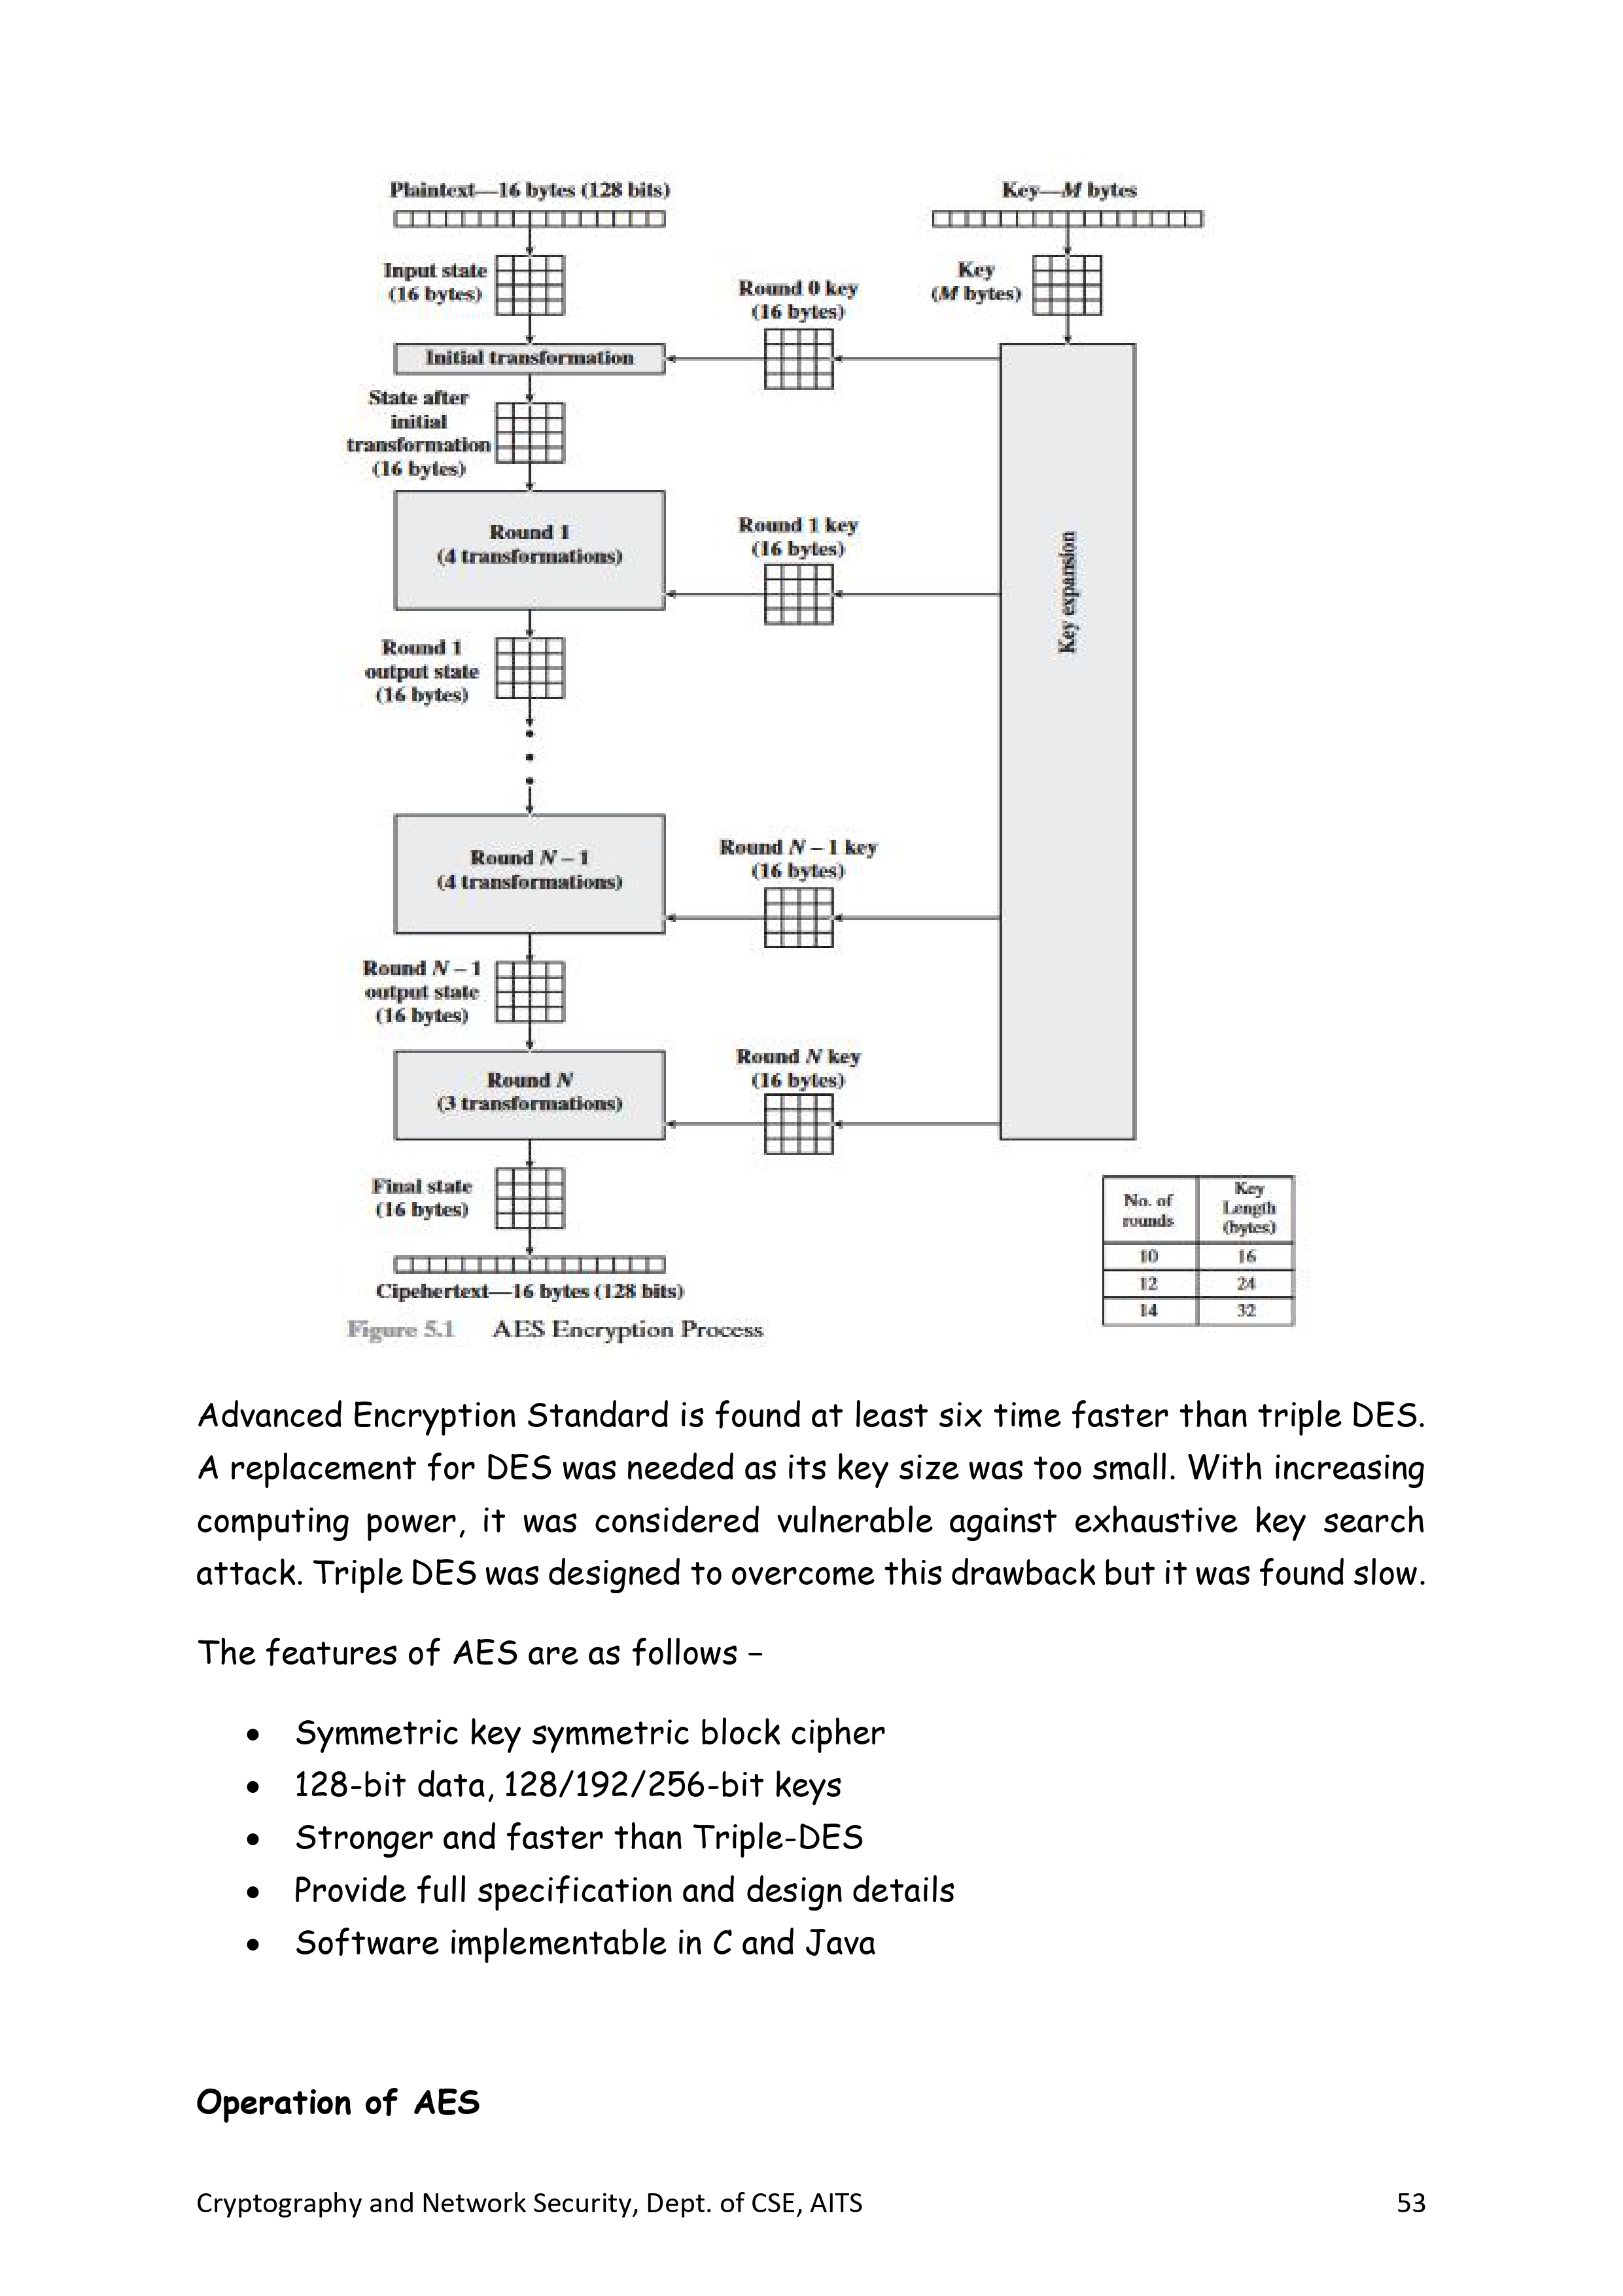 Plaintext—16 bytes (128 bits)
Key—M bytes
Input state
(16 bytes)
Key
(M bytes)
Round 0 key
(16 bytes)
Initial transformation
State after
initial
transformation
(16 bytes)
Round 1
(4 transformations)
Round 1 key
(16 bytes)
Key expansion
Round 1
output state
(16 bytes)
Round N – 1
(4 transformations)
Round N – 1 key
(16 bytes)
Round N – 1
output state
(16 bytes)
Round N
(3 transformations)
Round N key
(16 bytes)
Final state
(16 bytes)
No. of
rounds
Key
Length
(bytes)
10 16
12 24
14 32
Cipehertext—16 bytes (128 bits)
Figure 5.1 AES Encryption Process
Advanced Encryption Standard is found at least six time faster than triple DES.
A replacement for DES was needed as its key size was too small. With increasing
computing power, it was considered vulnerable against exhaustive key search
attack. Triple DES was designed to overcome this drawback but it was found slow.
The features of AES are as follows –
• Symmetric key symmetric block cipher
• 128-bit data, 128/192/256-bit keys
• Stronger and faster than Triple-DES
• Provide full specification and design details
• Software implementable in C and Java
Operation of AES
Cryptography and Network Security, Dept. of CSE, AITS 53